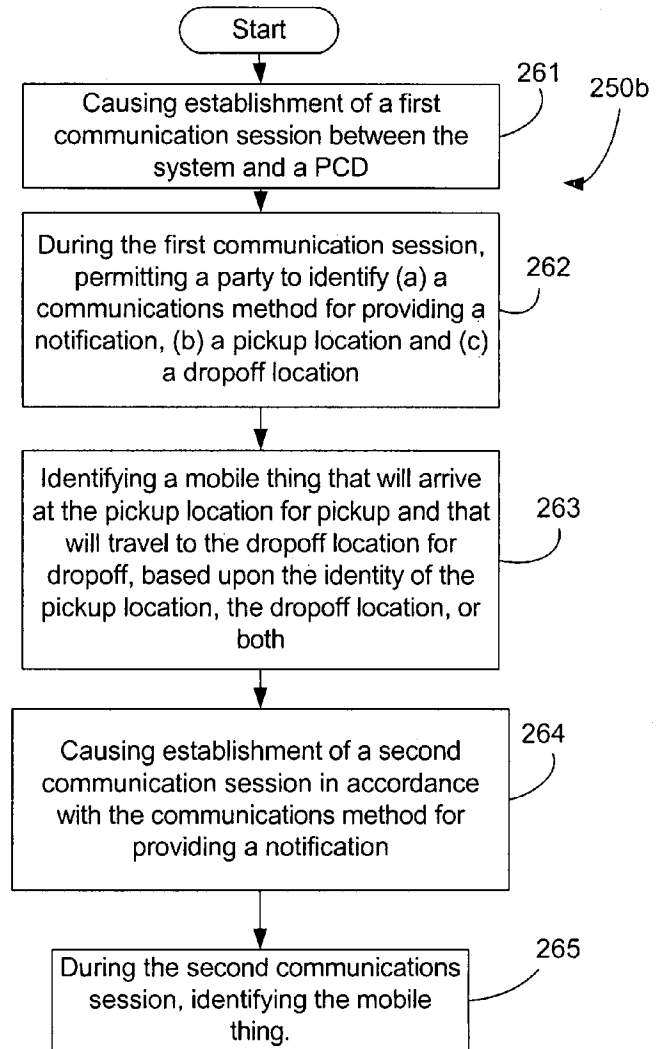 Start
261
250b
Causing establishment of a first
communication session between the
system and a PCD
During the first communication session,
permitting a party to identify (a) a
communications method for providing a
notification, (b) a pickup location and (c)
a dropoff location
262
Identifying a mobile thing that will arrive
at the pickup location for pickup and that
will travel to the dropoff location for
dropoff, based upon the identity of the
pickup location, the dropoff location, or
both
263
264
Causing establishment of a second
communication session in accordance
with the communications method for
providing a notification
265
During the second communications
session, identifying the mobile
thing.